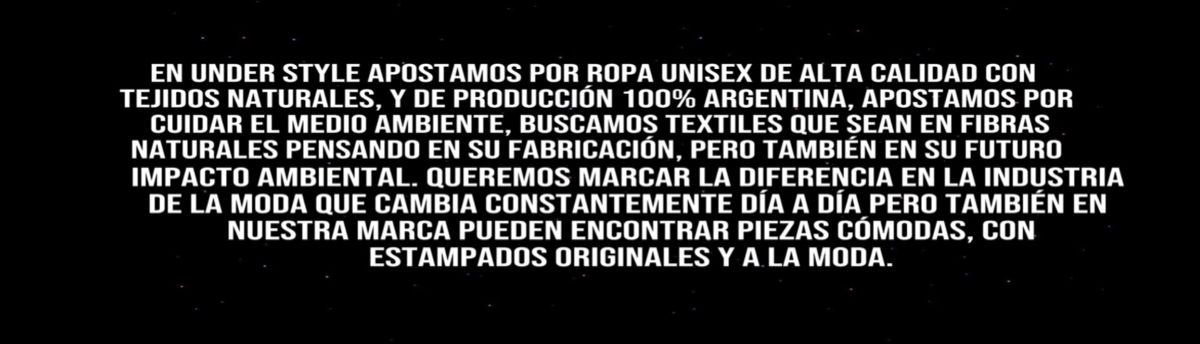 EN UNDER STYLE APOSTAMOS POR ROPA UNISEX DE ALTA CALIDAD CON
TEJIDOS NATURALES, Y DE PRODUCCIÓN 100% ARGENTINA, APOSTAMOS POR
CUIDAR EL MEDIO AMBIENTE, BUSCAMOS TEXTILES QUE SEAN EN FIBRAS
NATURALES PENSANDO EN SU FABRICACIÓN, PERO TAMBIÉN EN SU FUTURO
IMPACTO AMBIENTAL. QUEREMOS MARCAR LA DIFERENCIA EN LA INDUSTRIA
DE LA MODA QUE CAMBIA CONSTANTEMENTE DÍA A DÍA PERO TAMBIÉN EN
NUESTRA MARCA PUEDEN ENCONTRAR PIEZAS CÓMODAS, CON
ESTAMPADOS ORIGINALES Y A LA MODA.